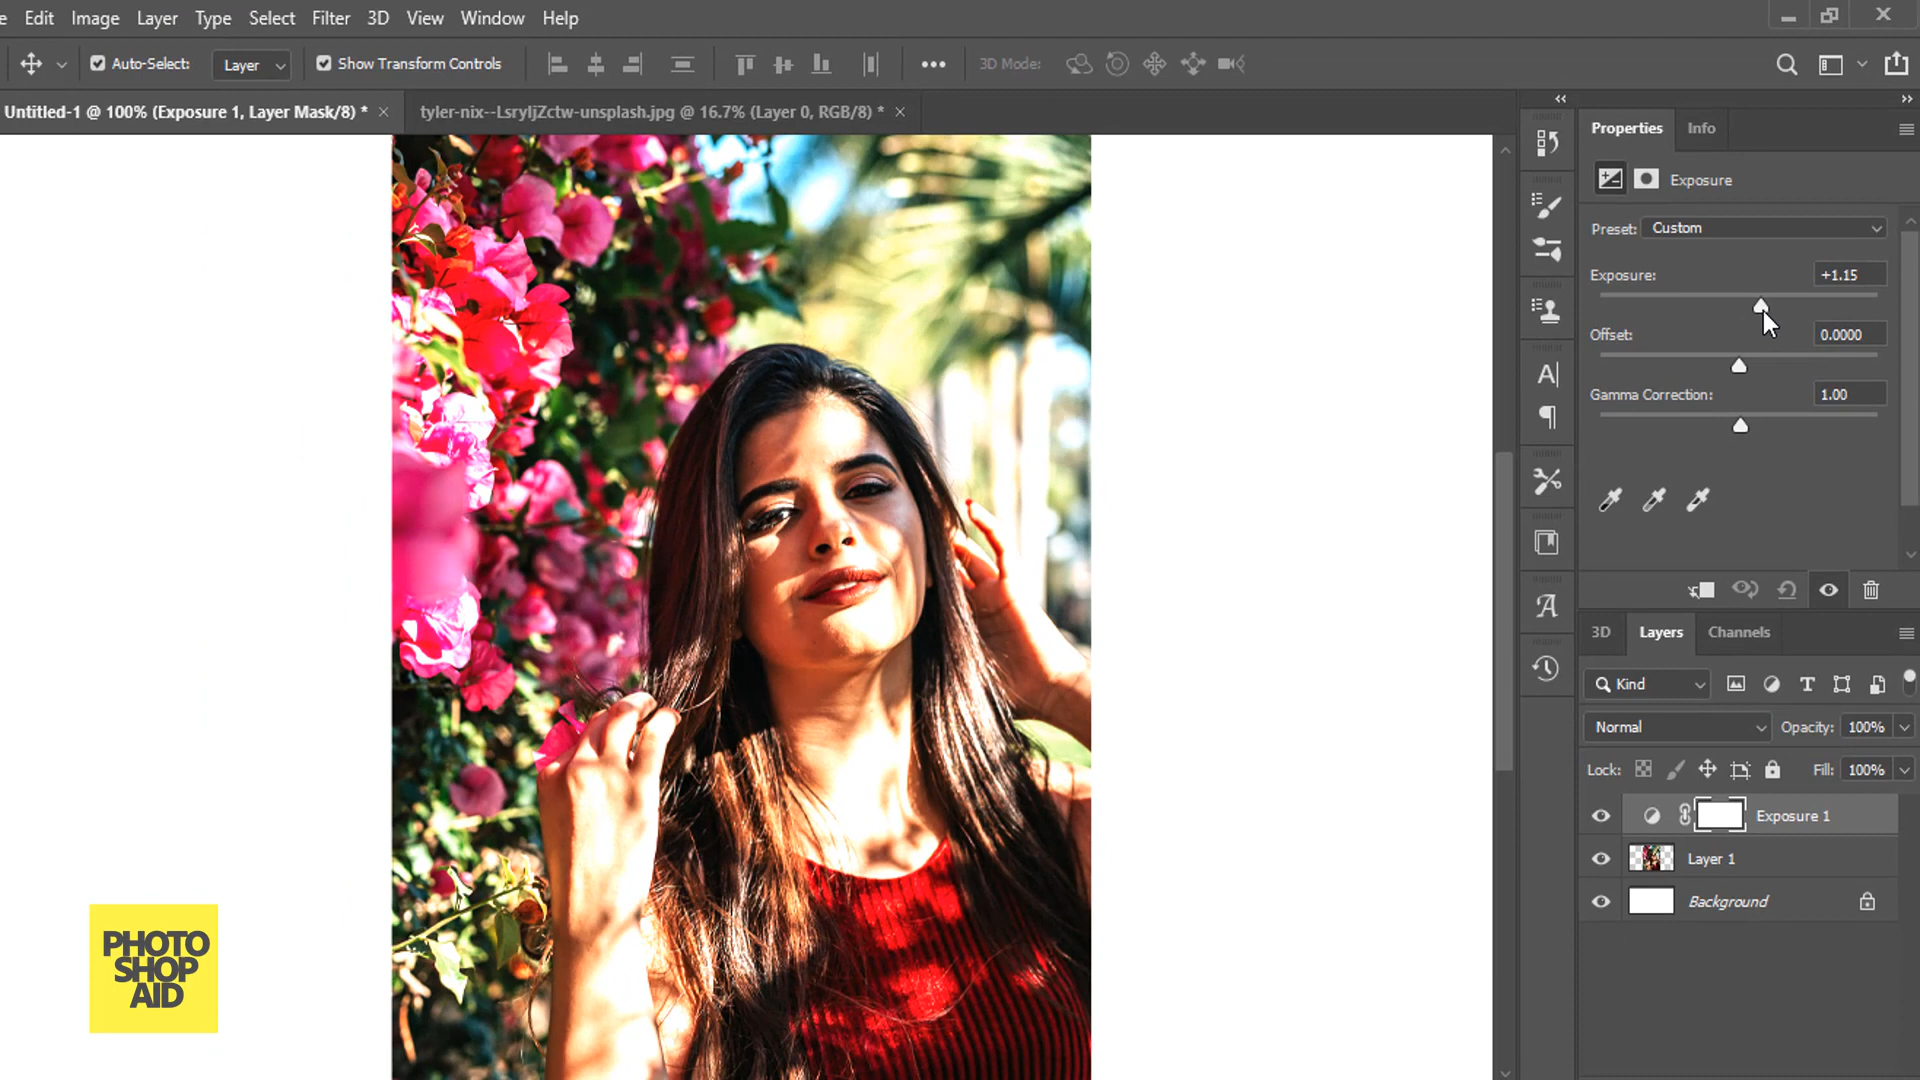 Edit Image Layer Type Select Filter 3D View Window Help
Auto-Select: Layer Show Transform Controls 3D Mode:
Untitled-1 @ 100% (Exposure 1, Layer Mask/8) * × tyler-nix--LsryljZctw-unsplash.jpg @ 16.7% (Layer 0, RGB/8) * ×
Properties Info
Exposure
Preset: Custom
Exposure: +1.15
Offset: 0.0000
Gamma Correction: 1.00
3D Layers Channels
Kind
Normal Opacity: 100%
Lock: Fill: 100%
Exposure 1
Layer 1
Background
PHOTO
SHOP
AID